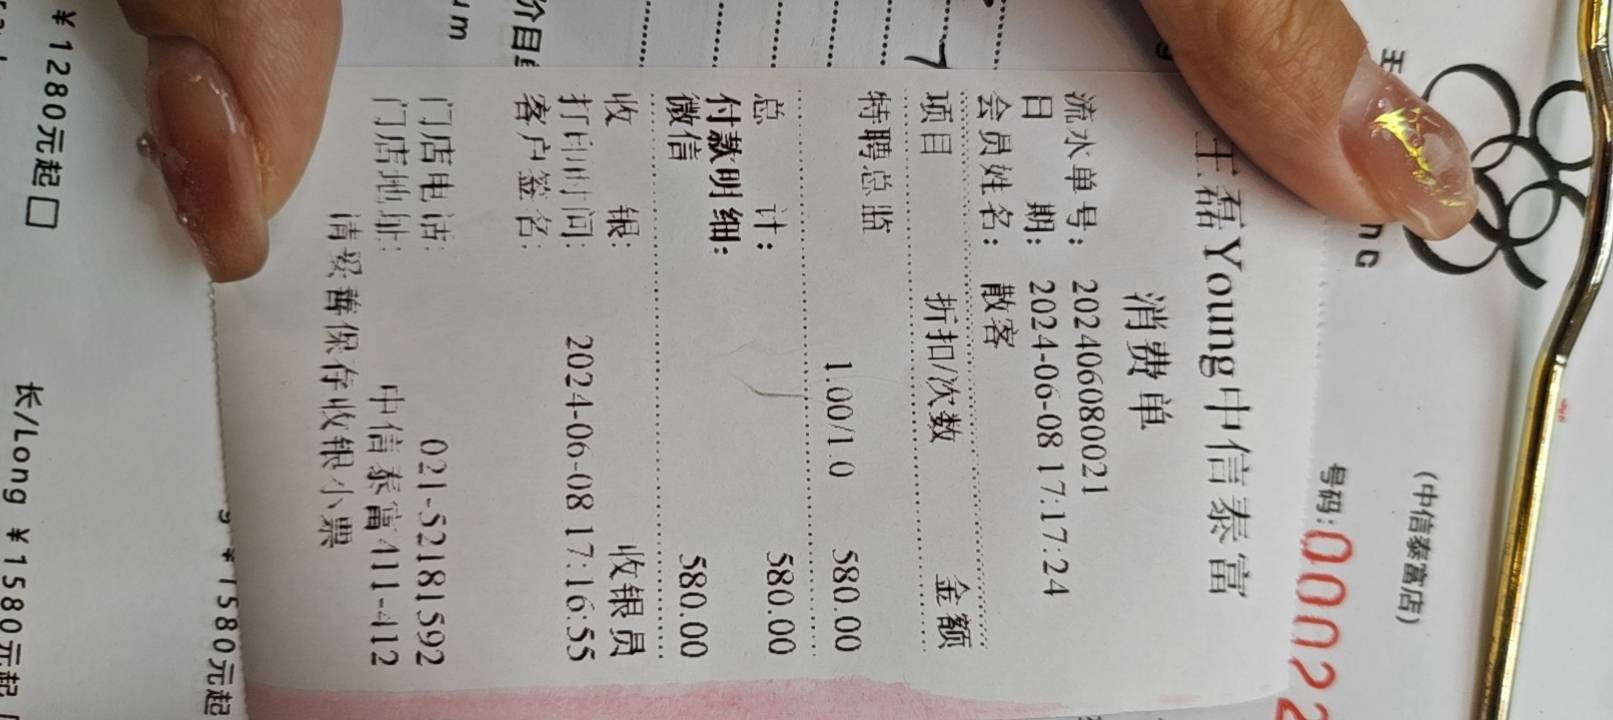 王磊Young中信泰富
消费单
流水单号: 202406080021
日 期: 2024-06-08 17:17:24
会员姓名: 散客
项目 折扣/次数 金额
特聘总监
1.00/1.0 580.00
总 计: 580.00
付款明细:
微信 580.00
收 银: 收银员
打印时间: 2024-06-08 17:16:55
客户签名:
门店电话: 021-52181592
门店地址: 中信泰富411-412
请妥善保存收银小票
(中信泰富店)
号码:00022
价目
¥1280元起
长/Long ¥1580元起
¥1580元起